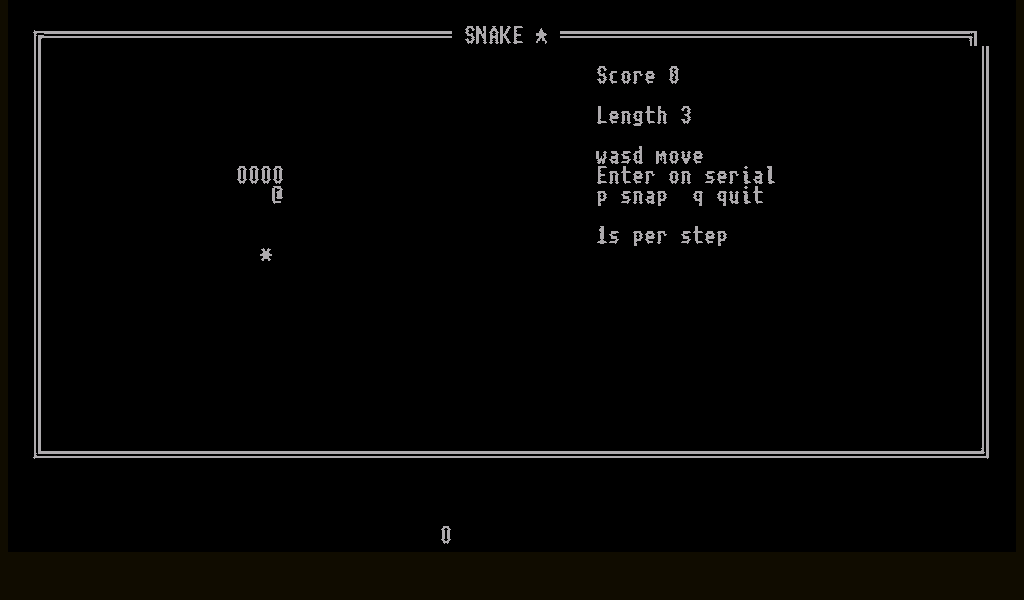 SNAKE *
Score 0
Length 3
wasd move
0000
Enter on serial
@
p snap q quit
1s per step
*
0